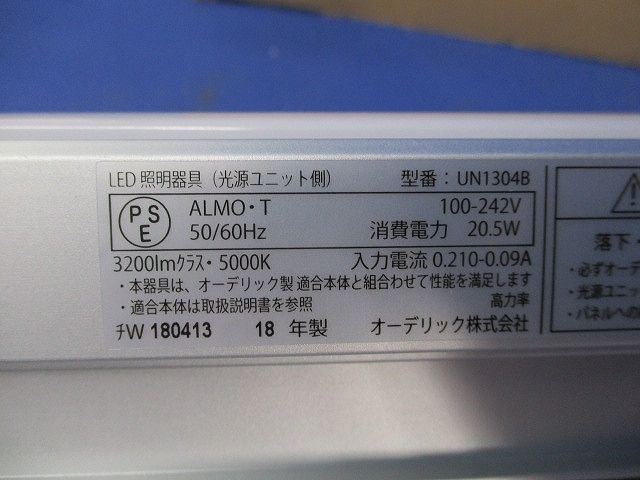 LED 照明器具（光源ユニット側） 型番：UN1304B
PSE ALMO・T 100-242V
50/60Hz 消費電力 20.5W
3200lmクラス・5000K 入力電流 0.210-0.09A
・本器具は、オーデリック製 適合本体と組合わせて性能を満足します
・適合本体は取扱説明書を参照 高力率
ﾁW 180413 18 年製 オーデリック株式会社
落下・
・必ずオーデ
・光源ユニッ
・パネルへの